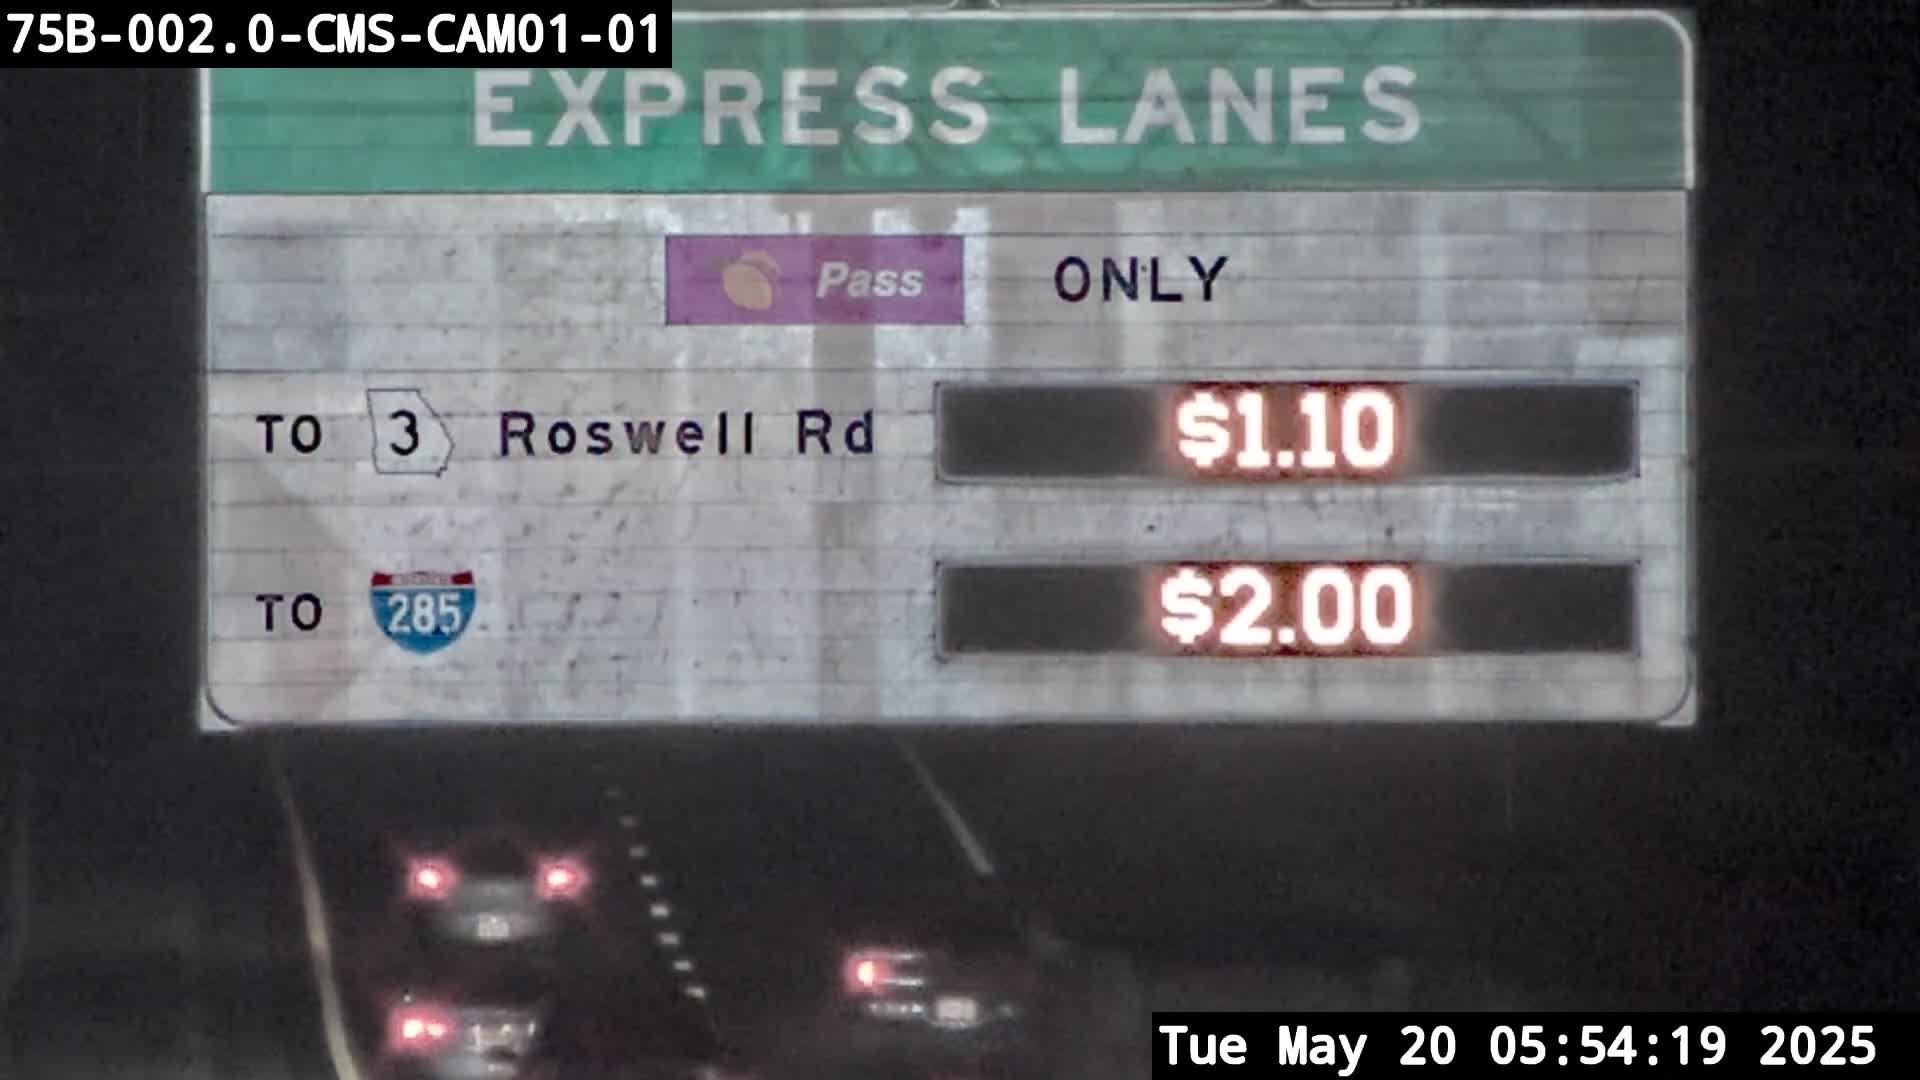 75B-002.0-CMS-CAM01-01
EXPRESS LANES
Pass ONLY
TO 3 Roswell Rd $1.10
TO 285 $2.00
Tue May 20 05:54:19 2025